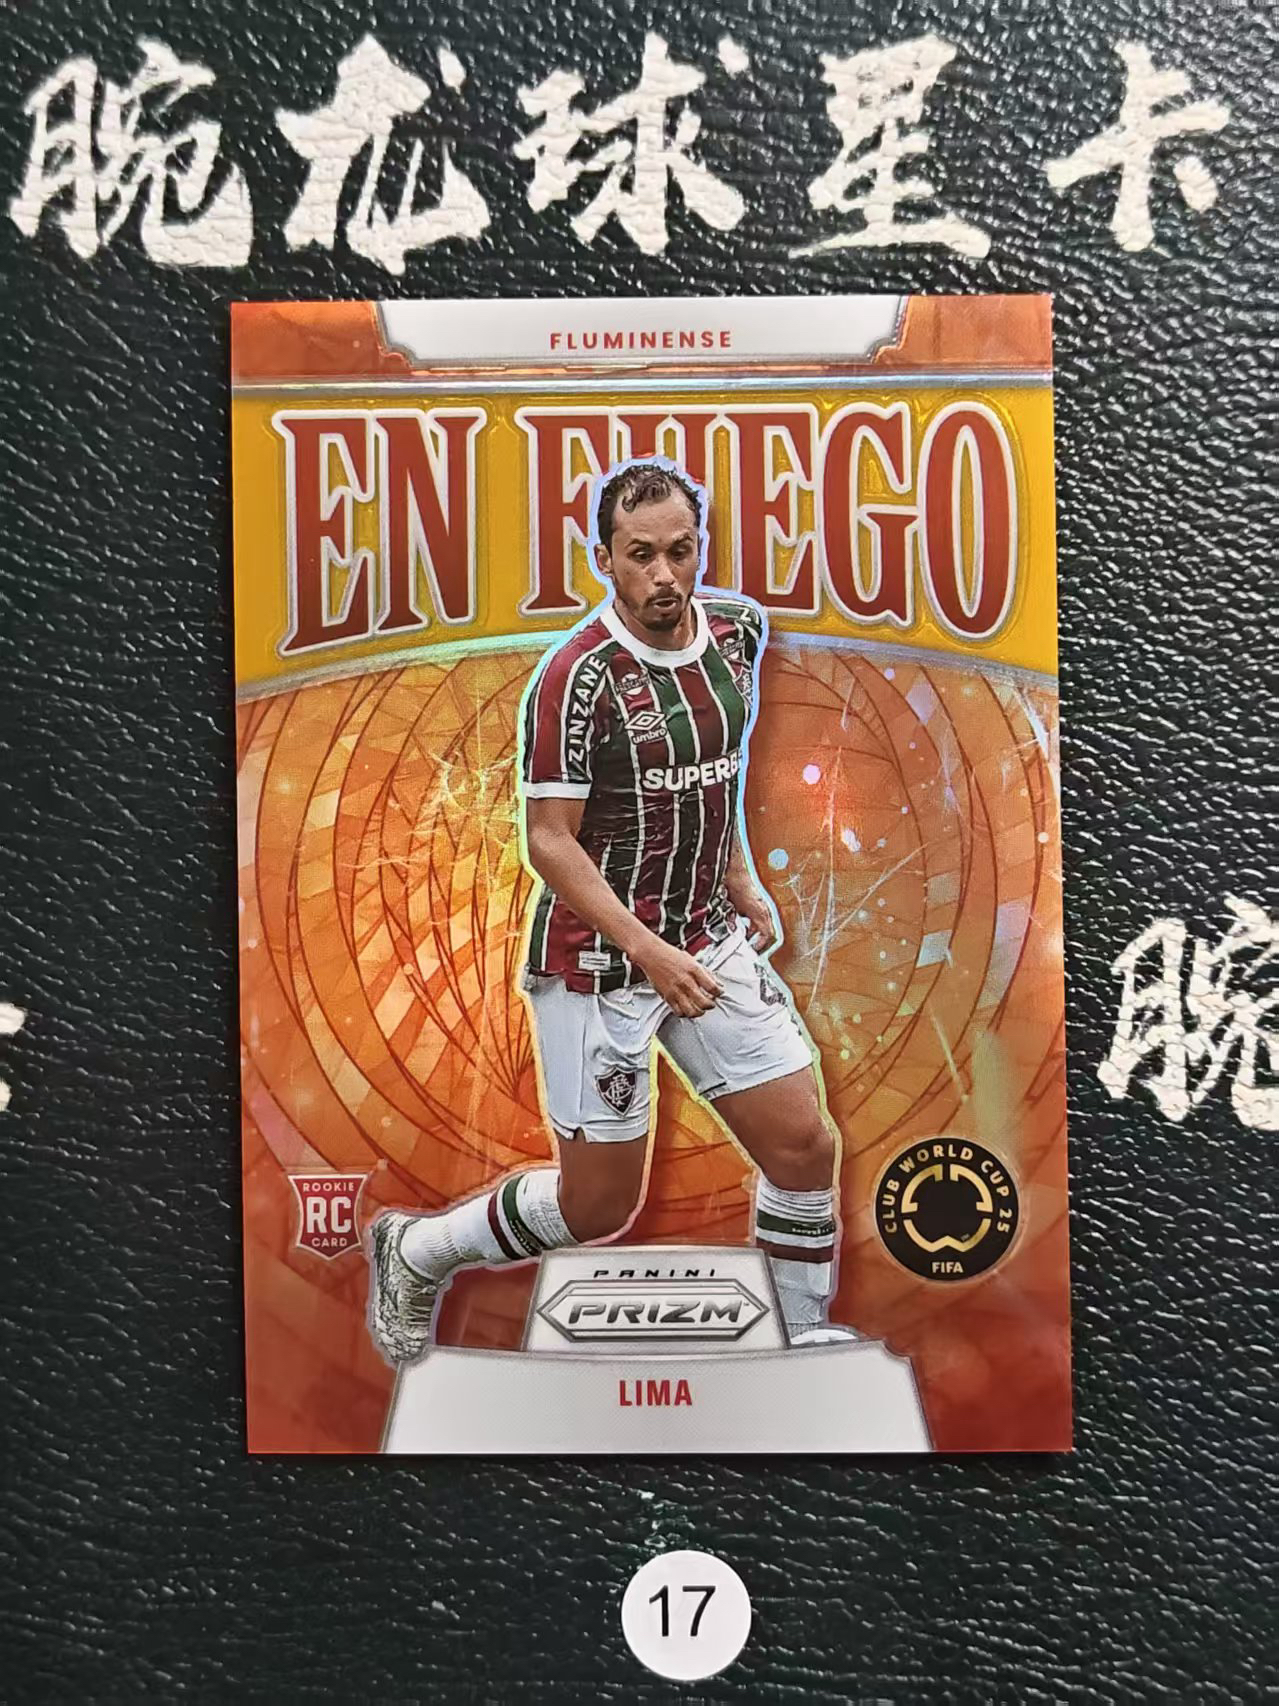 腕龙球星卡
FLUMINENSE
EN FUEGO
ZINZANE
umbro
SUPERB
腕
ROOKIE
RC
CARD
CLUB WORLD CUP 25
FIFA
PANINI
PRIZM
LIMA
17